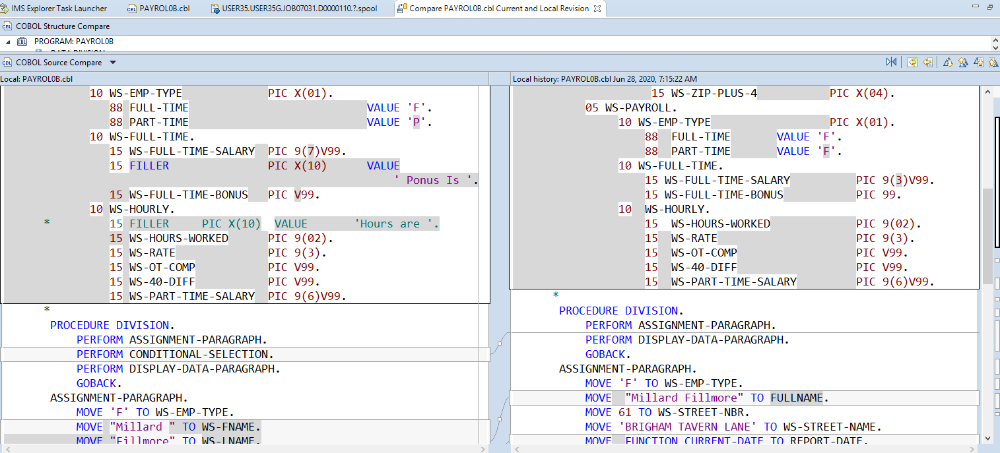 IMS Explorer Task Launcher PAYROL0B.cbl USER35.USER35G.JOB07031.D0000110.?.spool Compare PAYROL0B.cbl Current and Local Revision
COBOL Structure Compare
PROGRAM: PAYROL0B
DATA DIVISION
COBOL Source Compare
Local: PAYROL0B.cbl
10 WS-EMP-TYPE PIC X(01).
88 FULL-TIME VALUE 'F'.
88 PART-TIME VALUE 'P'.
10 WS-FULL-TIME.
15 WS-FULL-TIME-SALARY PIC 9(7)V99.
15 FILLER PIC X(10) VALUE
' Ponus Is '.
15 WS-FULL-TIME-BONUS PIC V99.
10 WS-HOURLY.
* 15 FILLER PIC X(10) VALUE 'Hours are '.
15 WS-HOURS-WORKED PIC 9(02).
15 WS-RATE PIC 9(3).
15 WS-OT-COMP PIC V99.
15 WS-40-DIFF PIC V99.
15 WS-PART-TIME-SALARY PIC 9(6)V99.
*
PROCEDURE DIVISION.
PERFORM ASSIGNMENT-PARAGRAPH.
PERFORM CONDITIONAL-SELECTION.
PERFORM DISPLAY-DATA-PARAGRAPH.
GOBACK.
ASSIGNMENT-PARAGRAPH.
MOVE 'F' TO WS-EMP-TYPE.
MOVE "Millard " TO WS-FNAME.
MOVE "Fillmore" TO WS-LNAME.
Local history: PAYROL0B.cbl Jun 28, 2020, 7:15:22 AM
15 WS-ZIP-PLUS-4 PIC X(04).
05 WS-PAYROLL.
10 WS-EMP-TYPE PIC X(01).
88 FULL-TIME VALUE 'F'.
88 PART-TIME VALUE 'F'.
10 WS-FULL-TIME.
15 WS-FULL-TIME-SALARY PIC 9(3)V99.
15 WS-FULL-TIME-BONUS PIC 99.
10 WS-HOURLY.
15 WS-HOURS-WORKED PIC 9(02).
15 WS-RATE PIC 9(3).
15 WS-OT-COMP PIC V99.
15 WS-40-DIFF PIC V99.
15 WS-PART-TIME-SALARY PIC 9(6)V99.
*
PROCEDURE DIVISION.
PERFORM ASSIGNMENT-PARAGRAPH.
PERFORM DISPLAY-DATA-PARAGRAPH.
GOBACK.
ASSIGNMENT-PARAGRAPH.
MOVE 'F' TO WS-EMP-TYPE.
MOVE "Millard Fillmore" TO FULLNAME.
MOVE 61 TO WS-STREET-NBR.
MOVE 'BRIGHAM TAVERN LANE' TO WS-STREET-NAME.
MOVE FUNCTION CURRENT-DATE TO REPORT-DATE.